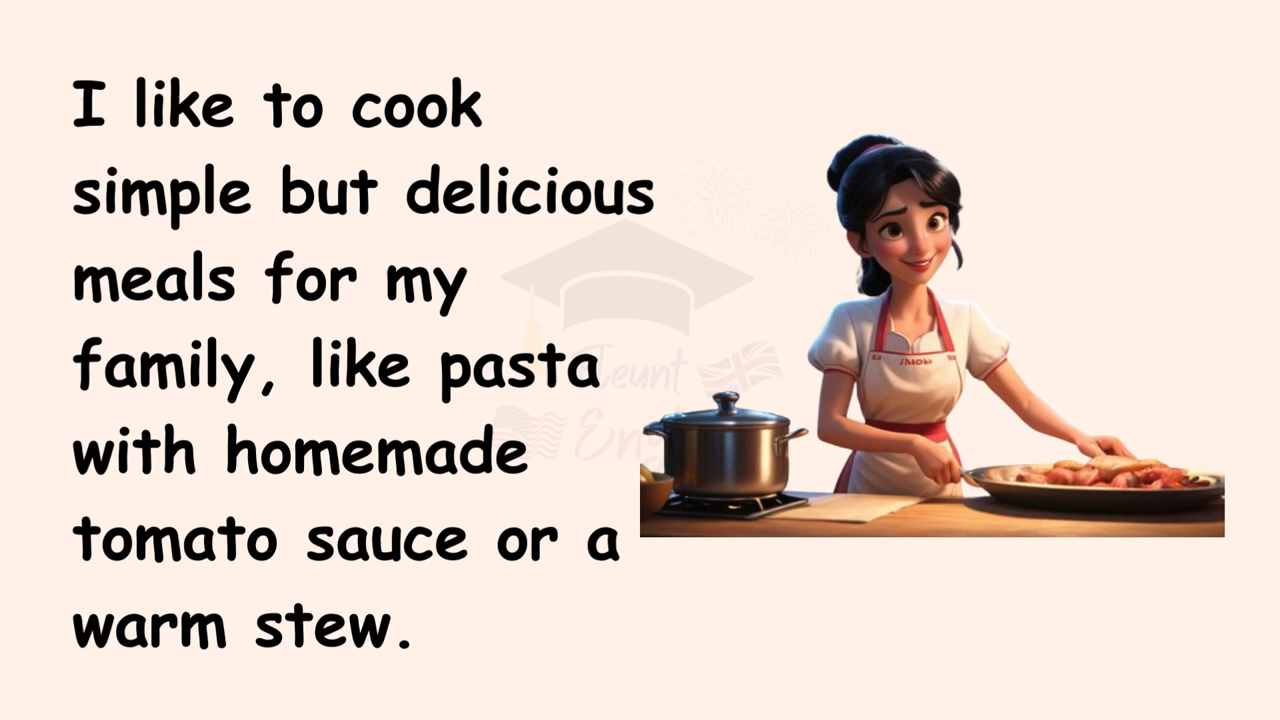 I like to cook
simple but delicious
meals for my
family, like pasta
with homemade
tomato sauce or a
warm stew.